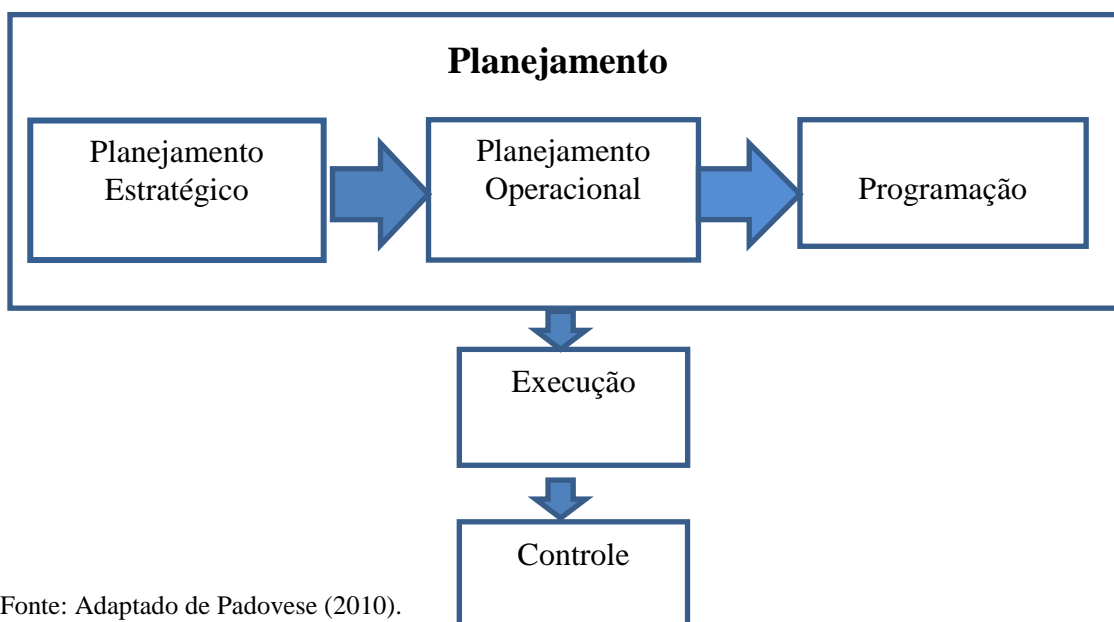 Planejamento
Planejamento
Estratégico
Planejamento
Operacional
Programação
Execução
Controle
Fonte: Adaptado de Padovese (2010).